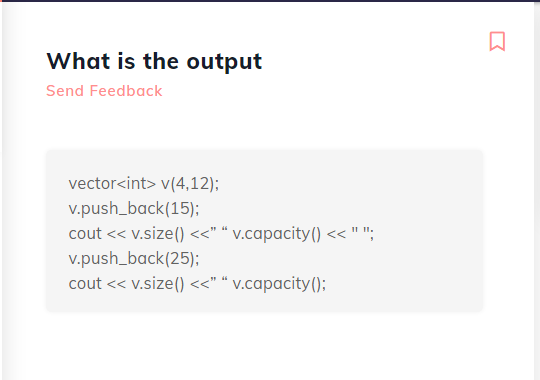 What is the output
Send Feedback
vector<int> v(4,12);
v.push_back(15);
cout << v.size() <<” “ v.capacity() << " ";
v.push_back(25);
cout << v.size() <<” “ v.capacity();